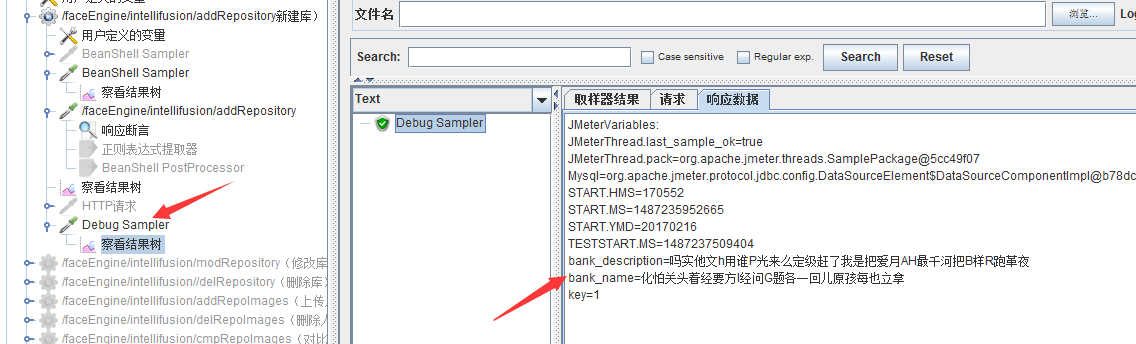 用户定义的变量
/faceEngine/intellifusion/addRepository新建库）
用户定义的变量
BeanShell Sampler
BeanShell Sampler
察看结果树
/faceEngine/intellifusion/addRepository
响应断言
正则表达式提取器
BeanShell PostProcessor
察看结果树
HTTP请求
Debug Sampler
察看结果树
/faceEngine/intellifusion/modRepository（修改库
/faceEngine/intellifusion/delRepository（删除库）
/faceEngine/intellifusion/addRepoImages（上传人
/faceEngine/intellifusion/delRepoImages（删除人
/faceEngine/intellifusion/cmpRepoImages（对比
文件名
浏览...
Log
Search:
Case sensitive
Regular exp.
Search
Reset
Text
Debug Sampler
取样器结果
请求
响应数据
JMeterVariables:
JMeterThread.last_sample_ok=true
JMeterThread.pack=org.apache.jmeter.threads.SamplePackage@5cc49f07
Mysql=org.apache.jmeter.protocol.jdbc.config.DataSourceElement$DataSourceComponentImpl@b78dc
START.HMS=170552
START.MS=1487235952665
START.YMD=20170216
TESTSTART.MS=1487237509404
bank_description=吗实他文h用谁P光来么定级赶了我是把爱月AH最千河把B样R跑革衣
bank_name=化怕关头着经要方I经问G题各一回儿原孩每也立拿
key=1